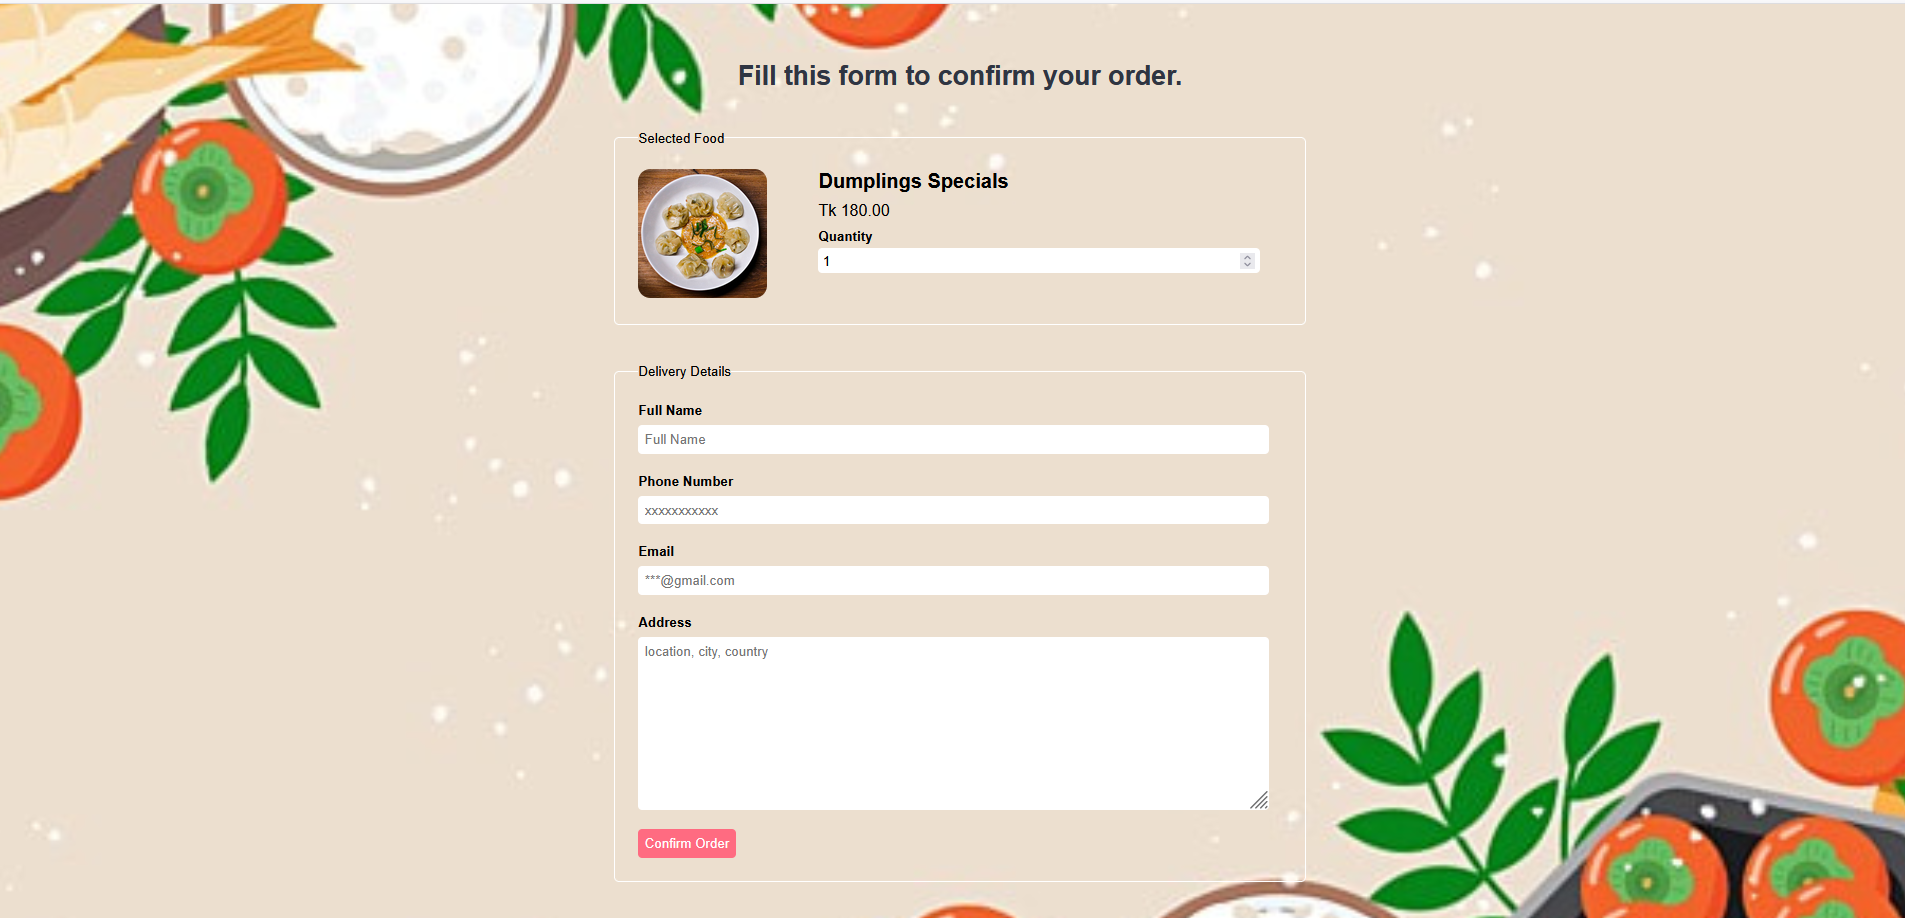 Fill this form to confirm your order.
Selected Food
Dumplings Specials
Tk 180.00
Quantity
1
Delivery Details
Full Name
Full Name
Phone Number
xxxxxxxxxxx
Email
***@gmail.com
Address
location, city, country
Confirm Order